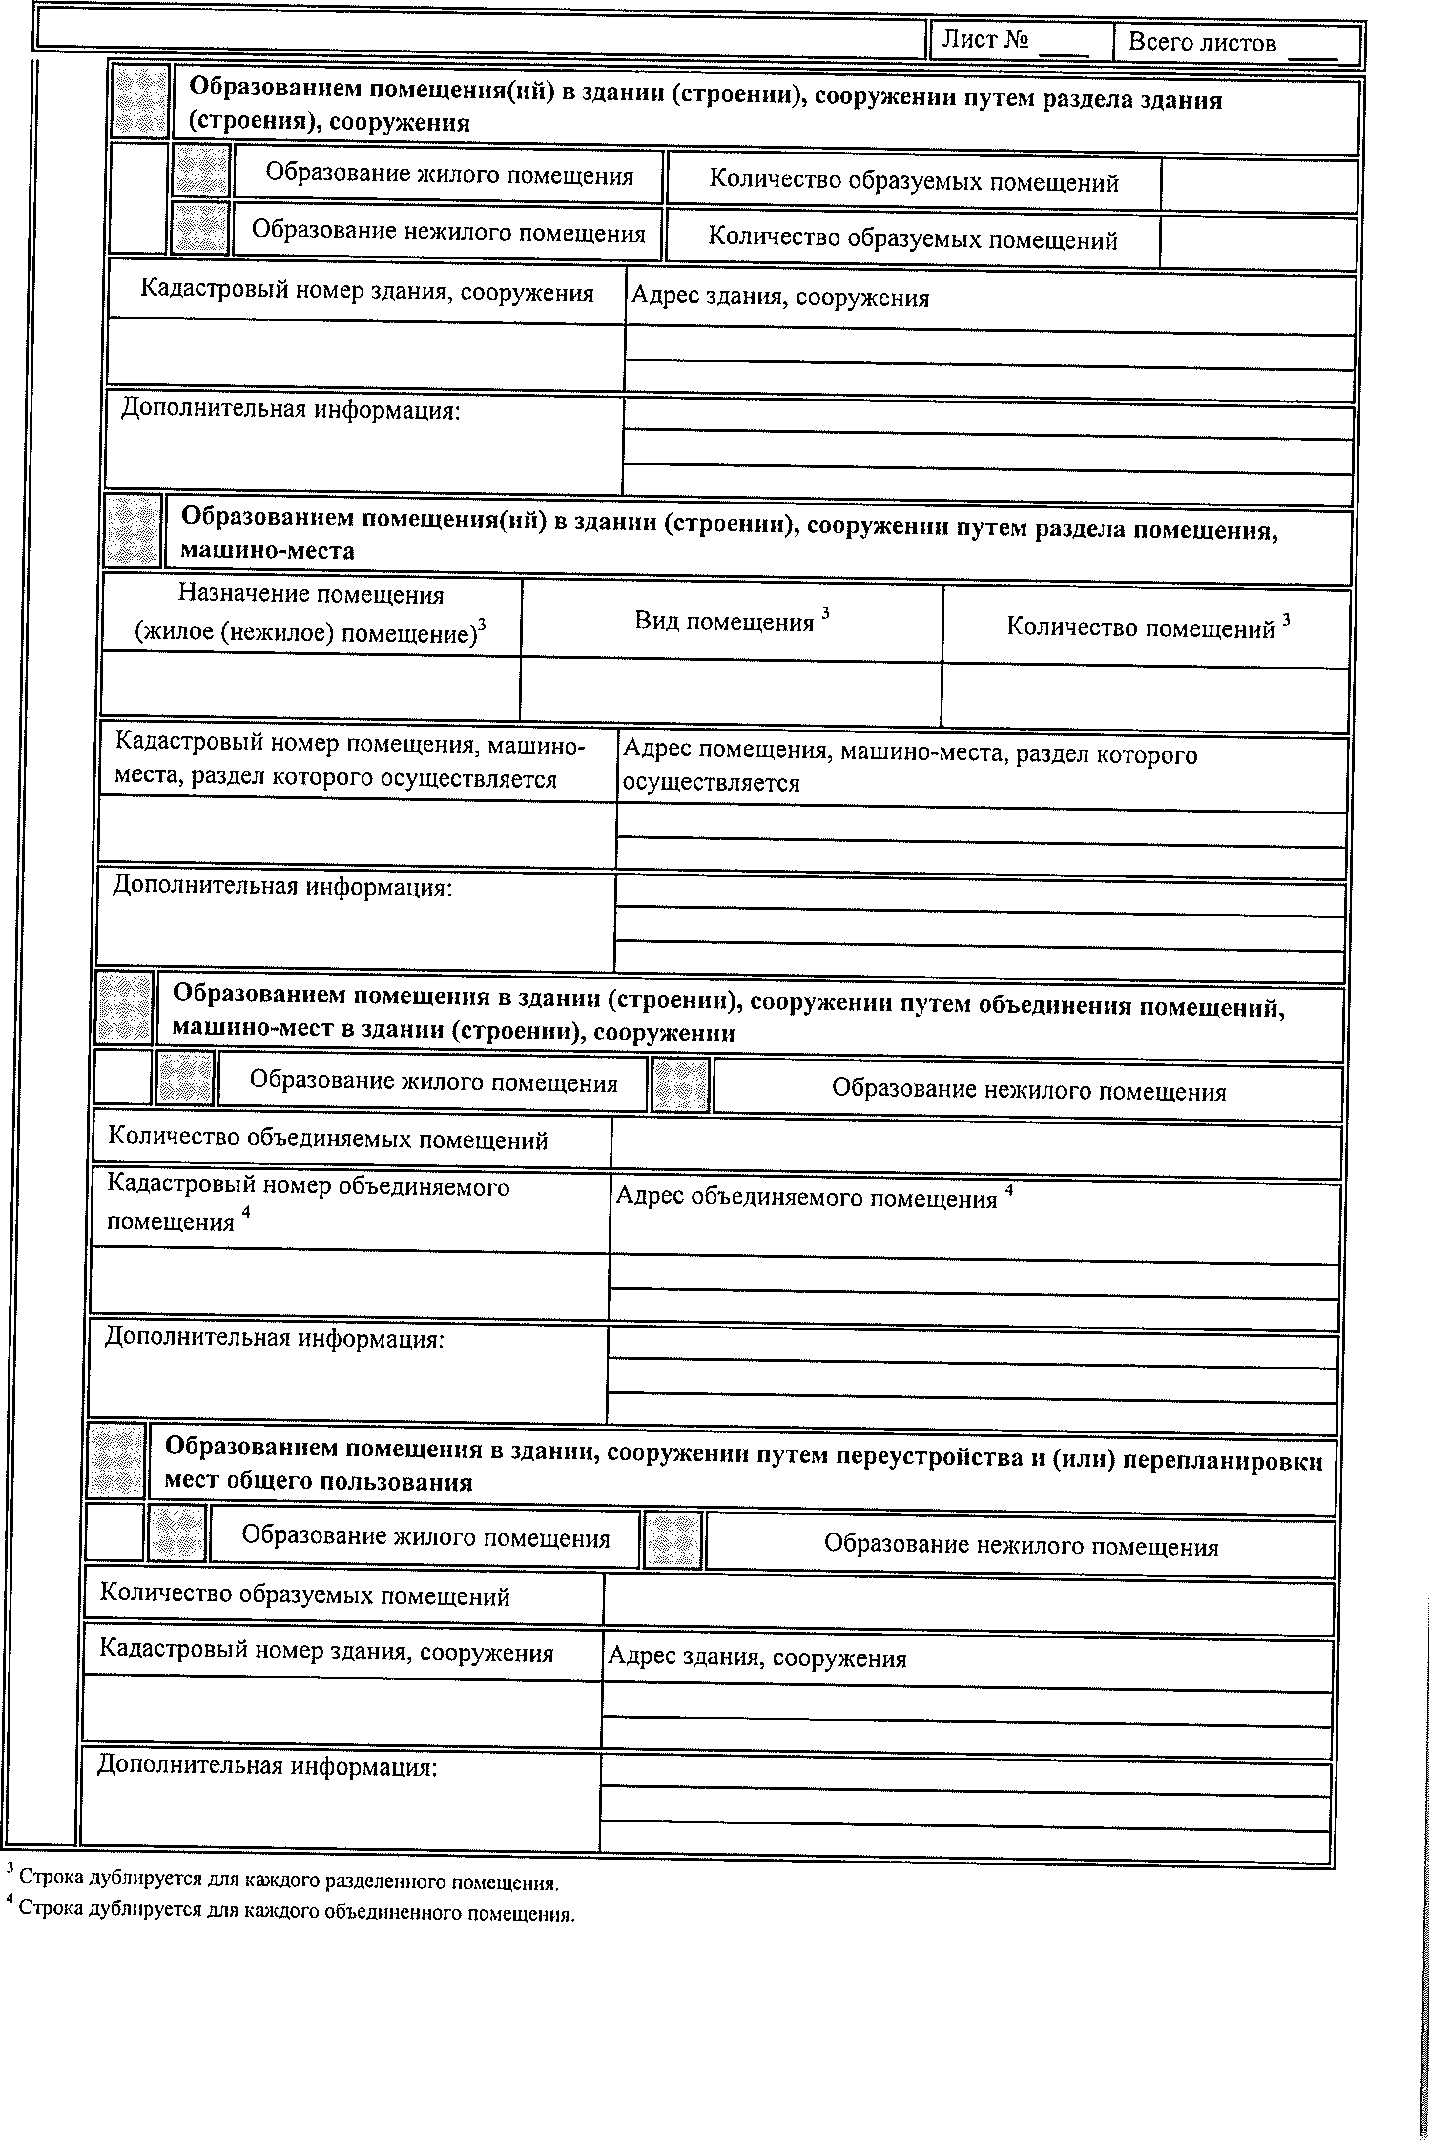 Лист № ____ Всего листов ____
Образованием помещения(ий) в здании (строении), сооружении путем раздела здания
(строения), сооружения
Образование жилого помещения Количество образуемых помещений
Образование нежилого помещения Количество образуемых помещений
Кадастровый номер здания, сооружения Адрес здания, сооружения
Дополнительная информация:
Образованием помещения(ий) в здании (строении), сооружении путем раздела помещения,
машино-места
Назначение помещения
(жилое (нежилое) помещение)3 Вид помещения 3 Количество помещений 3
Кадастровый номер помещения, машино-
места, раздел которого осуществляется
Адрес помещения, машино-места, раздел которого
осуществляется
Дополнительная информация:
Образованием помещения в здании (строении), сооружении путем объединения помещений,
машино-мест в здании (строении), сооружении
Образование жилого помещения Образование нежилого помещения
Количество объединяемых помещений
Кадастровый номер объединяемого
помещения 4
Адрес объединяемого помещения 4
Дополнительная информация:
Образованием помещения в здании, сооружении путем переустройства и (или) перепланировки
мест общего пользования
Образование жилого помещения Образование нежилого помещения
Количество образуемых помещений
Кадастровый номер здания, сооружения Адрес здания, сооружения
Дополнительная информация:
3 Строка дублируется для каждого разделенного помещения.
4 Строка дублируется для каждого объединенного помещения.